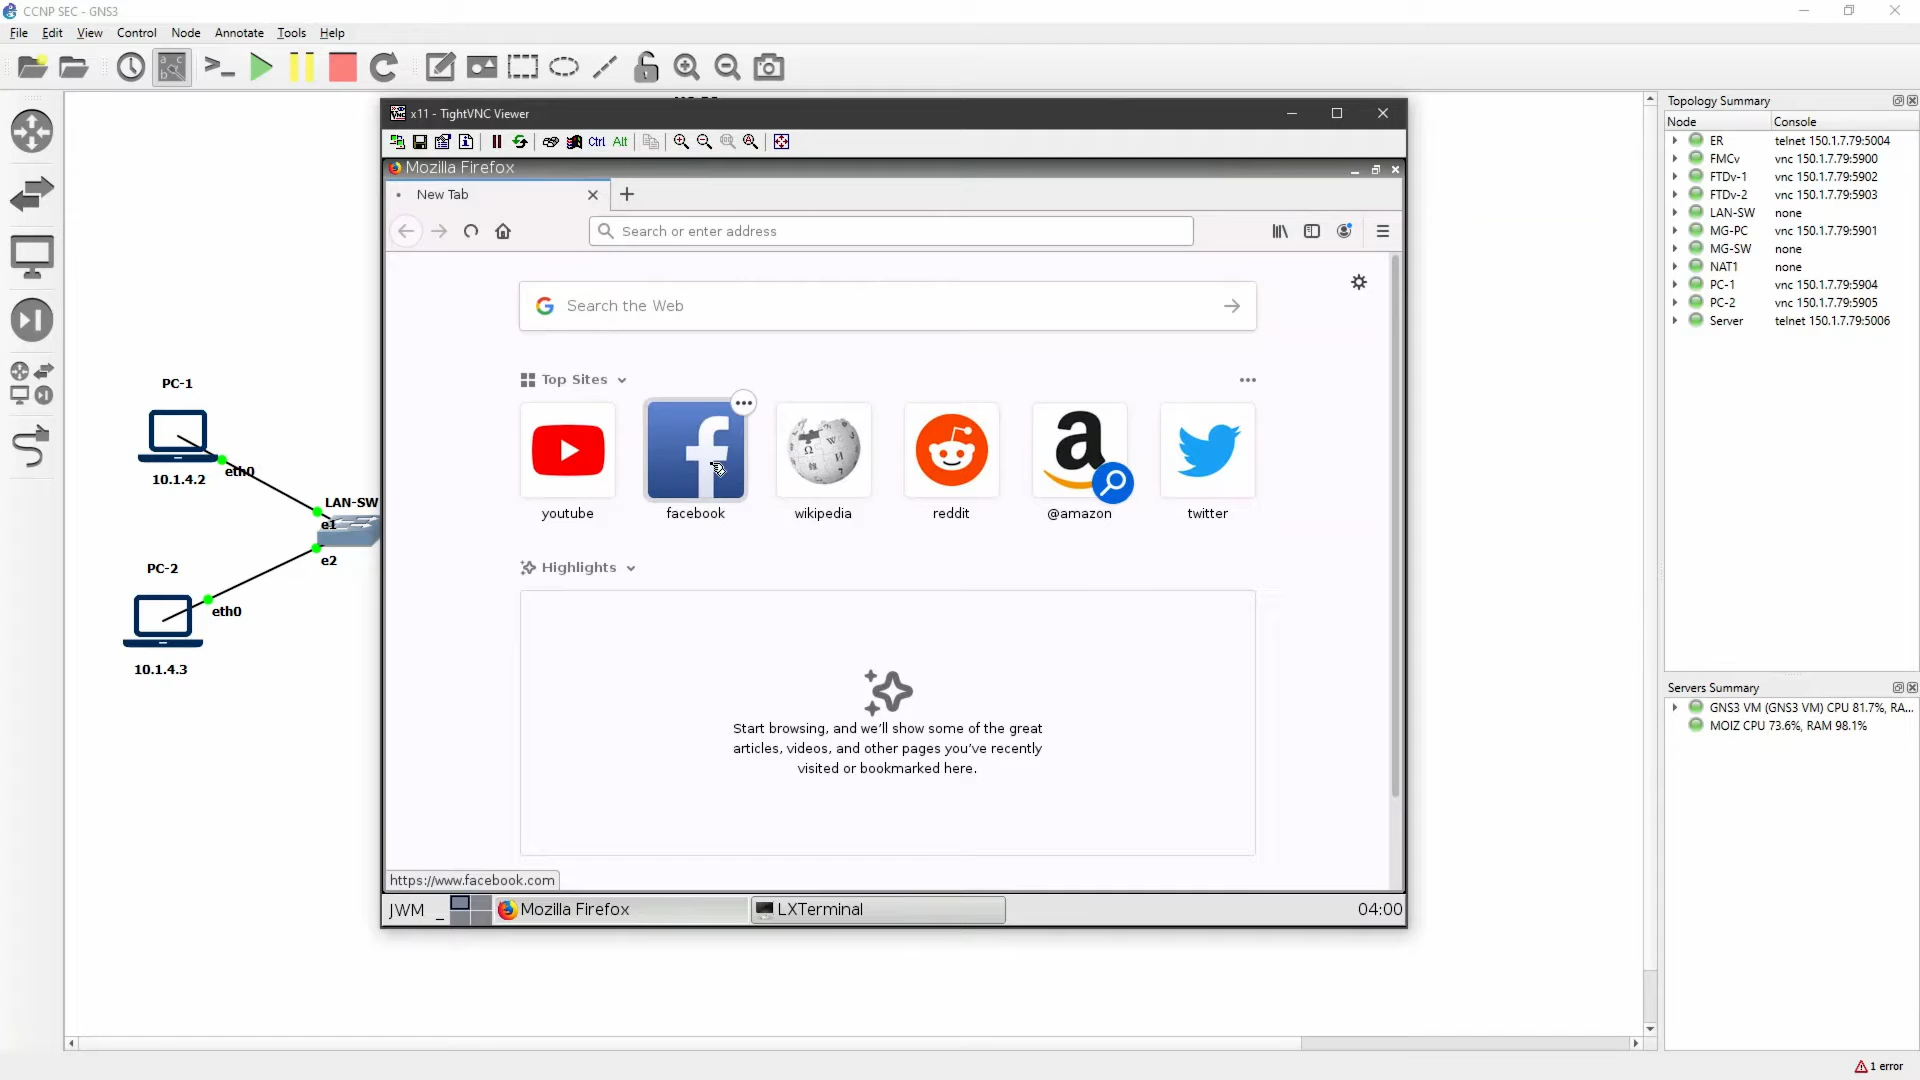 CCNP SEC - GNS3
File Edit View Control Node Annotate Tools Help
x11 - TightVNC Viewer
Ctrl Alt
Mozilla Firefox
New Tab
Search or enter address
Search the Web
Top Sites
youtube facebook wikipedia reddit @amazon twitter
Highlights
Start browsing, and we'll show some of the great
articles, videos, and other pages you've recently
visited or bookmarked here.
https://www.facebook.com
JWM _ Mozilla Firefox LXTerminal 04:00
PC-1
eth0
10.1.4.2
LAN-SW
e1
e2
PC-2
eth0
10.1.4.3
Topology Summary
Node Console
ER telnet 150.1.7.79:5004
FMCv vnc 150.1.7.79:5900
FTDv-1 vnc 150.1.7.79:5902
FTDv-2 vnc 150.1.7.79:5903
LAN-SW none
MG-PC vnc 150.1.7.79:5901
MG-SW none
NAT1 none
PC-1 vnc 150.1.7.79:5904
PC-2 vnc 150.1.7.79:5905
Server telnet 150.1.7.79:5006
Servers Summary
GNS3 VM (GNS3 VM) CPU 81.7%, RA...
MOIZ CPU 73.6%, RAM 98.1%
1 error